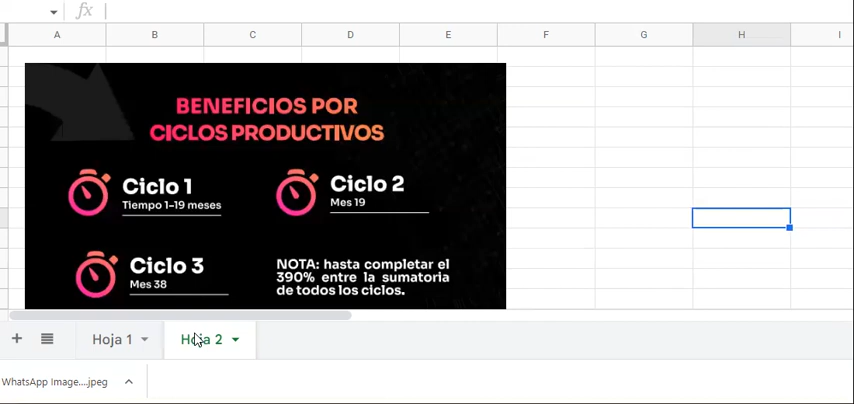 fx
A B C D E F G H I
BENEFICIOS POR
CICLOS PRODUCTIVOS
Ciclo 1
Tiempo 1-19 meses
Ciclo 2
Mes 19
Ciclo 3
Mes 38
NOTA: hasta completar el
390% entre la sumatoria
de todos los ciclos.
Hoja 1
Hoja 2
WhatsApp Image....jpeg